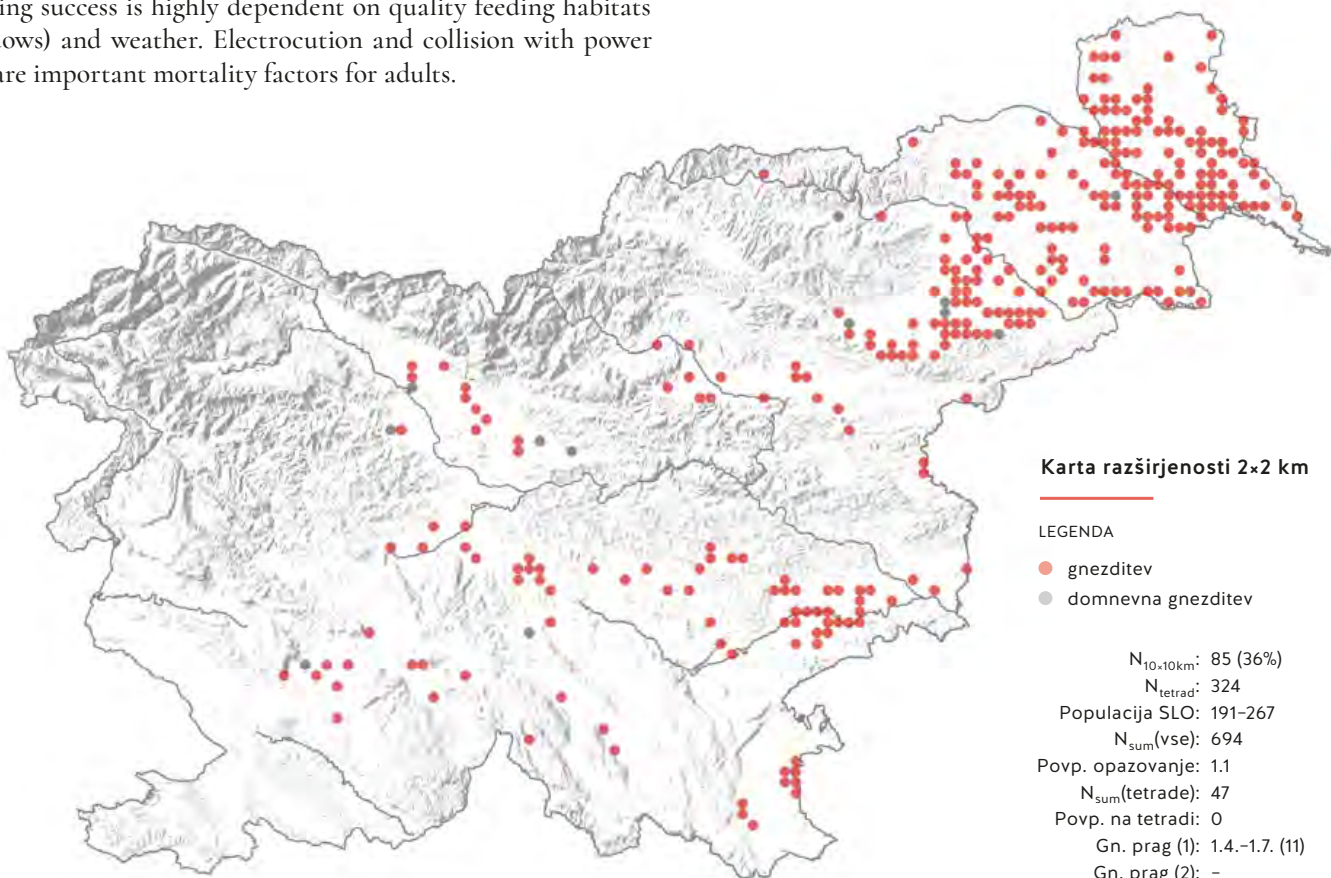 ing success is highly dependent on quality feeding habitats
ows) and weather. Electrocution and collision with power
are important mortality factors for adults.
Karta razširjenosti 2×2 km
LEGENDA
gnezditev
domnevna gnezditev
N10×10km: 85 (36%)
Ntetrad: 324
Populacija SLO: 191–267
Nsum(vse): 694
Povp. opazovanje: 1.1
Nsum(tetrade): 47
Povp. na tetradi: 0
Gn. prag (1): 1.4.–1.7. (11)
Gn. prag (2): –